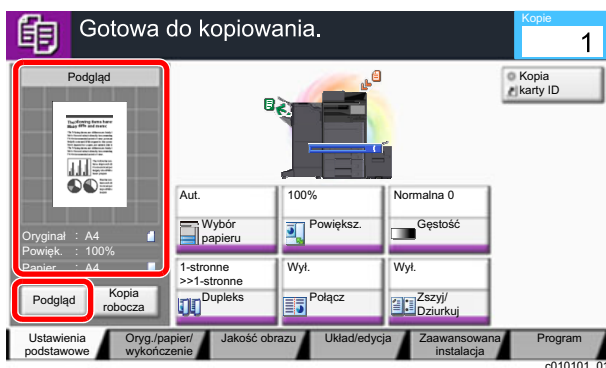 Gotowa do kopiowania.
Kopie
1
Podgląd
Kopia
karty ID
Oryginał : A4
Powięk. : 100%
Papier : A4
Aut.
Wybór
papieru
100%
Powiększ.
Normalna 0
Gęstość
1-stronne
>>1-stronne
Dupleks
Wył.
Połącz
Wył.
Zszyj/
Dziurkuj
Podgląd
Kopia
robocza
Ustawienia
podstawowe
Oryg./papier/
wykończenie
Jakość obrazu
Układ/edycja
Zaawansowana
instalacja
Program
c010101_01